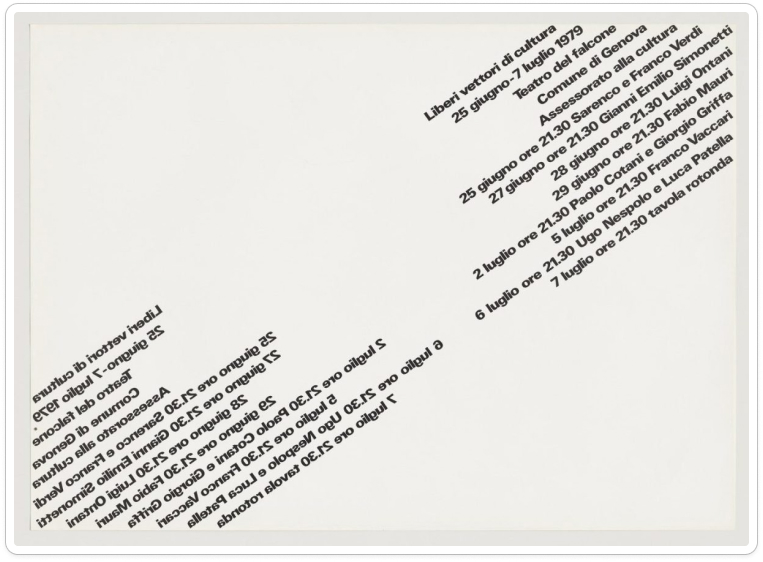 Liberi vettori di cultura
25 giugno-7 luglio 1979
Teatro del falcone
Comune di Genova
Assessorato alla cultura
25 giugno ore 21.30 Sarenco e Franco Verdi
27 giugno ore 21.30 Gianni Emilio Simonetti
28 giugno ore 21.30 Luigi Ontani
29 giugno ore 21.30 Fabio Mauri
2 luglio ore 21.30 Paolo Cotani e Giorgio Griffa
5 luglio ore 21.30 Franco Vaccari
6 luglio ore 21.30 Ugo Nespolo e Luca Patella
7 luglio ore 21.30 tavola rotonda
Liberi vettori di cultura
25 giugno-7 luglio 1979
Teatro del falcone
Comune di Genova
Assessorato alla cultura
25 giugno ore 21.30 Sarenco e Franco Verdi
27 giugno ore 21.30 Gianni Emilio Simonetti
28 giugno ore 21.30 Luigi Ontani
29 giugno ore 21.30 Fabio Mauri
2 luglio ore 21.30 Paolo Cotani e Giorgio Griffa
5 luglio ore 21.30 Franco Vaccari
6 luglio ore 21.30 Ugo Nespolo e Luca Patella
7 luglio ore 21.30 tavola rotonda